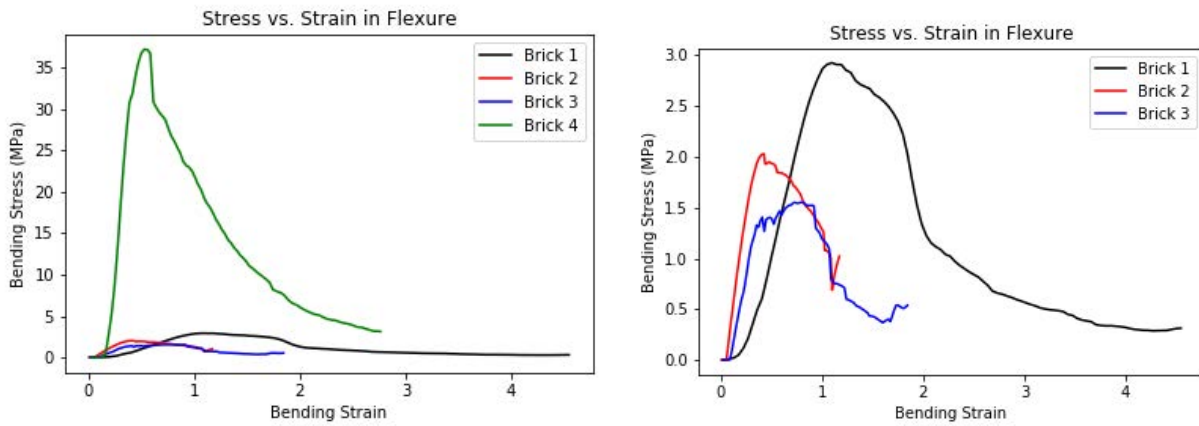 Stress vs. Strain in Flexure
Bending Stress (MPa)
35
30
25
20
15
10
5
0
Brick 1
Brick 2
Brick 3
Brick 4
0 1 2 3 4
Bending Strain
Stress vs. Strain in Flexure
Bending Stress (MPa)
3.0
2.5
2.0
1.5
1.0
0.5
0.0
Brick 1
Brick 2
Brick 3
0 1 2 3 4
Bending Strain